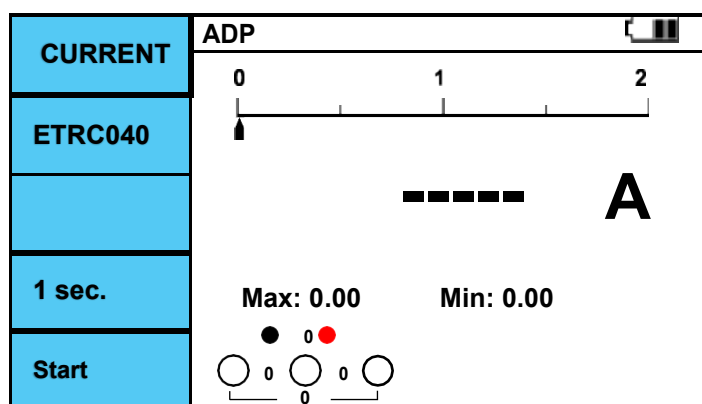 CURRENT
ADP
0 1 2
ETRC040
----- A
1 sec.
Max: 0.00 Min: 0.00
0
Start
0 0
0